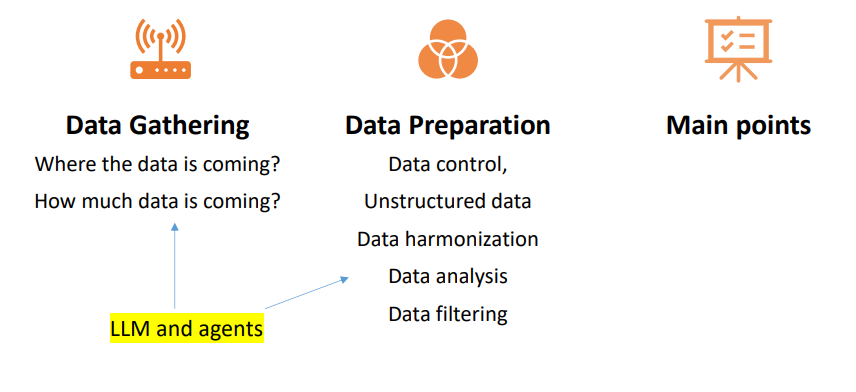 Data Gathering
Where the data is coming?
How much data is coming?
LLM and agents
Data Preparation
Data control,
Unstructured data
Data harmonization
Data analysis
Data filtering
Main points